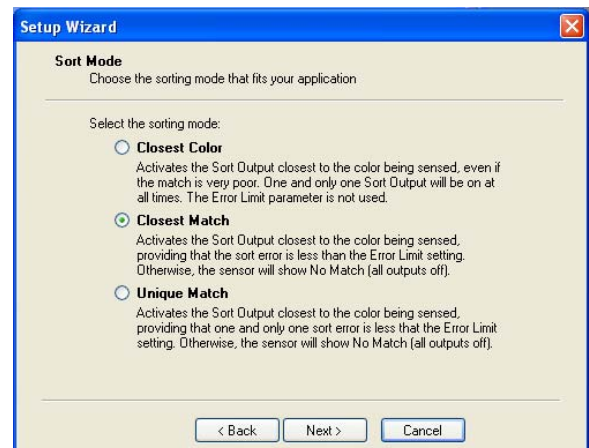 Setup Wizard
Sort Mode
Choose the sorting mode that fits your application
Select the sorting mode:
Closest Color
Activates the Sort Output closest to the color being sensed, even if
the match is very poor. One and only one Sort Output will be on at
all times. The Error Limit parameter is not used.
Closest Match
Activates the Sort Output closest to the color being sensed,
providing that the sort error is less than the Error Limit setting.
Otherwise, the sensor will show No Match (all outputs off).
Unique Match
Activates the Sort Output closest to the color being sensed,
providing that one and only one sort error is less that the Error Limit
setting. Otherwise, the sensor will show No Match (all outputs off).
< Back
Next >
Cancel